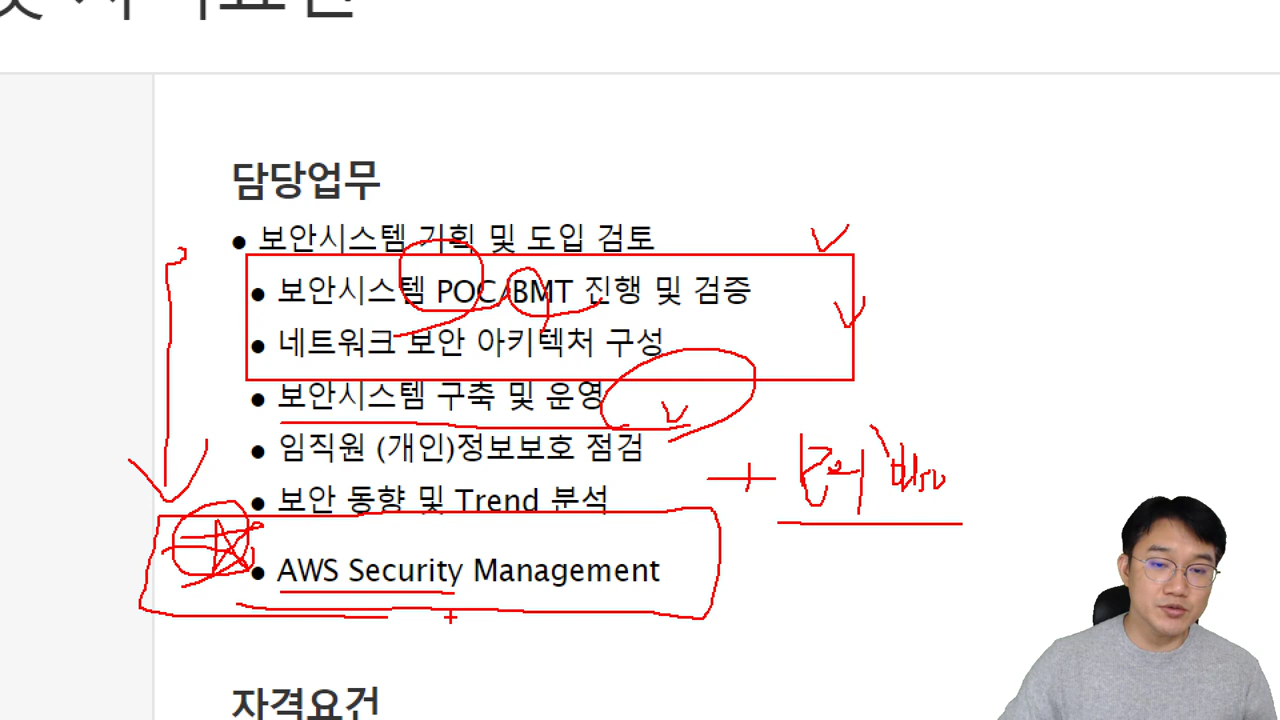 담당업무
● 보안시스템 기획 및 도입 검토
● 보안시스템 POC/BMT 진행 및 검증
● 네트워크 보안 아키텍처 구성
● 보안시스템 구축 및 운영
● 임직원 (개인)정보보호 점검
● 보안 동향 및 Trend 분석
● AWS Security Management
자격요건